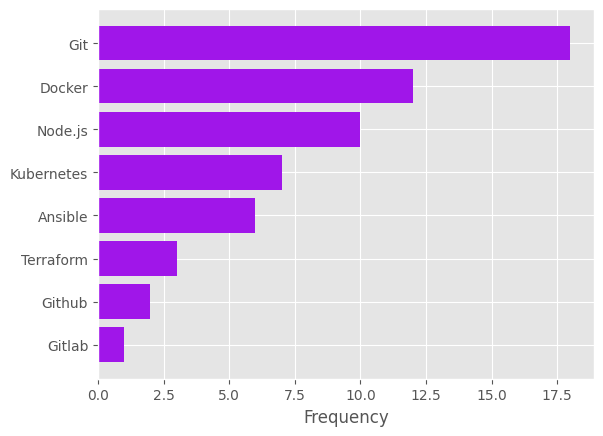 Git
Docker
Node.js
Kubernetes
Ansible
Terraform
Github
Gitlab
0.0 2.5 5.0 7.5 10.0 12.5 15.0 17.5
Frequency